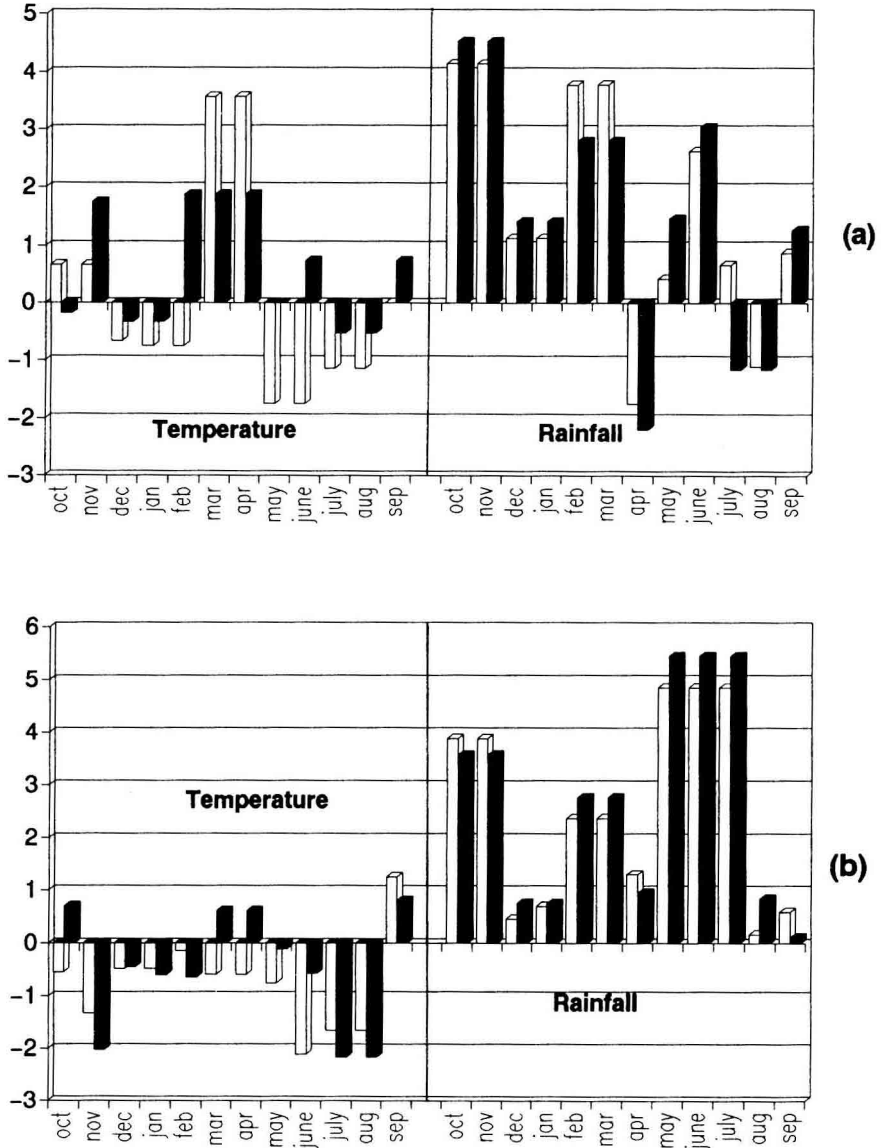 5
4
3
2
1
0
−1
−2
−3
Temperature
Rainfall
(a)
oct nov dec jan feb mar apr may june july aug sep oct nov dec jan feb mar apr may june july aug sep
6
5
4
3
2
1
0
−1
−2
−3
Temperature
Rainfall
(b)
oct nov dec jan feb mar apr may june july aug sep oct nov dec jan feb mar apr may june july aug sep